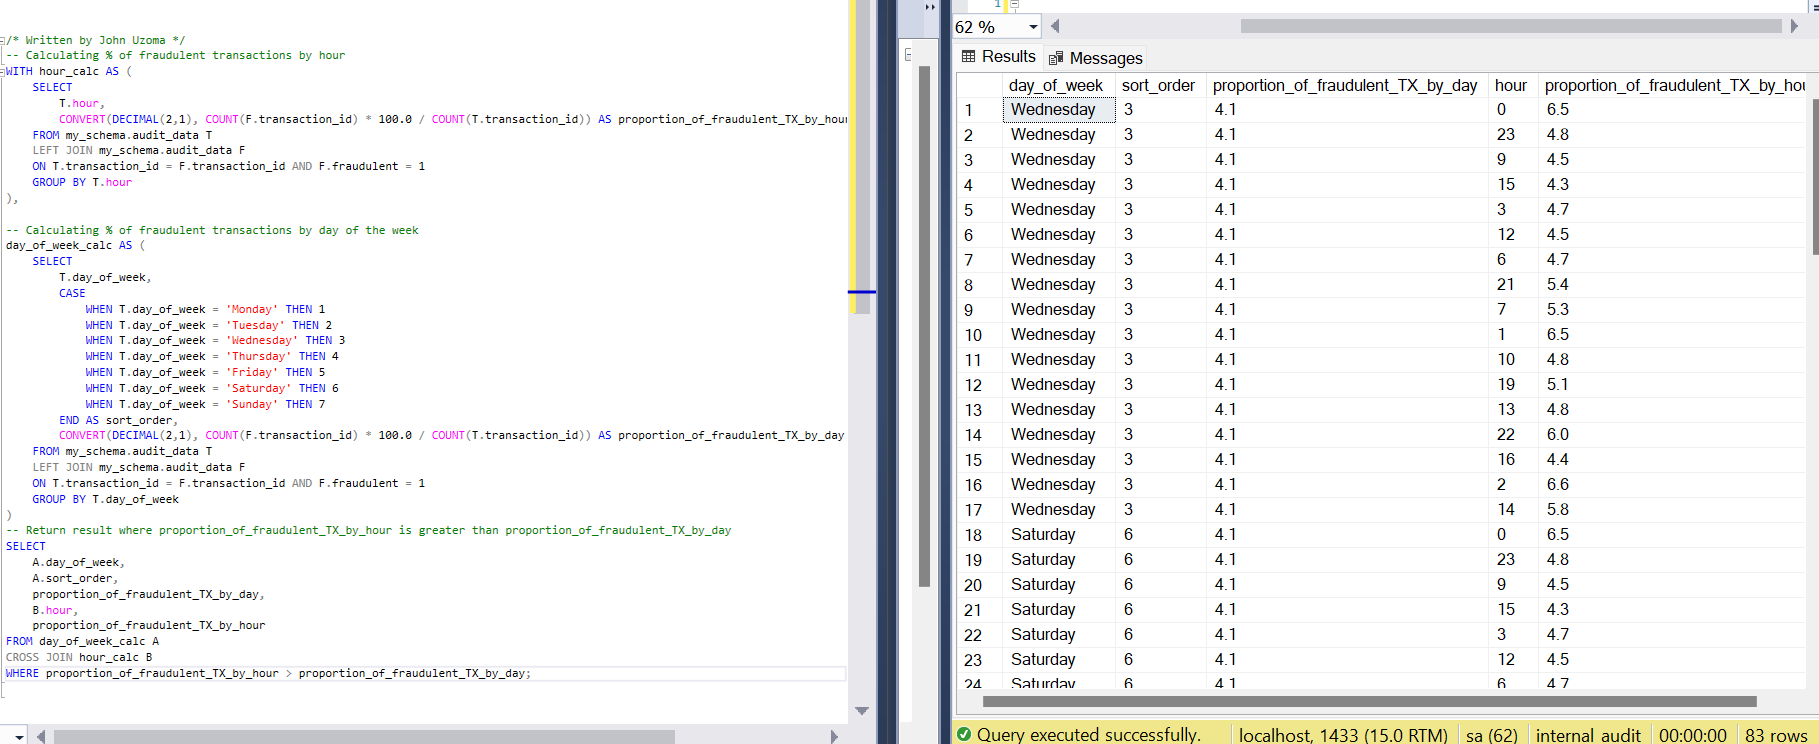 /* Written by John Uzoma */
-- Calculating % of fraudulent transactions by hour
WITH hour_calc AS (
SELECT
T.hour,
CONVERT(DECIMAL(2,1), COUNT(F.transaction_id) * 100.0 / COUNT(T.transaction_id)) AS proportion_of_fraudulent_TX_by_hour
FROM my_schema.audit_data T
LEFT JOIN my_schema.audit_data F
ON T.transaction_id = F.transaction_id AND F.fraudulent = 1
GROUP BY T.hour
),
-- Calculating % of fraudulent transactions by day of the week
day_of_week_calc AS (
SELECT
T.day_of_week,
CASE
WHEN T.day_of_week = 'Monday' THEN 1
WHEN T.day_of_week = 'Tuesday' THEN 2
WHEN T.day_of_week = 'Wednesday' THEN 3
WHEN T.day_of_week = 'Thursday' THEN 4
WHEN T.day_of_week = 'Friday' THEN 5
WHEN T.day_of_week = 'Saturday' THEN 6
WHEN T.day_of_week = 'Sunday' THEN 7
END AS sort_order,
CONVERT(DECIMAL(2,1), COUNT(F.transaction_id) * 100.0 / COUNT(T.transaction_id)) AS proportion_of_fraudulent_TX_by_day
FROM my_schema.audit_data T
LEFT JOIN my_schema.audit_data F
ON T.transaction_id = F.transaction_id AND F.fraudulent = 1
GROUP BY T.day_of_week
)
-- Return result where proportion_of_fraudulent_TX_by_hour is greater than proportion_of_fraudulent_TX_by_day
SELECT
A.day_of_week,
A.sort_order,
proportion_of_fraudulent_TX_by_day,
B.hour,
proportion_of_fraudulent_TX_by_hour
FROM day_of_week_calc A
CROSS JOIN hour_calc B
WHERE proportion_of_fraudulent_TX_by_hour > proportion_of_fraudulent_TX_by_day;
1
62 %
Results Messages
day_of_week sort_order proportion_of_fraudulent_TX_by_day hour proportion_of_fraudulent_TX_by_hou
1 Wednesday 3 4.1 0 6.5
2 Wednesday 3 4.1 23 4.8
3 Wednesday 3 4.1 9 4.5
4 Wednesday 3 4.1 15 4.3
5 Wednesday 3 4.1 3 4.7
6 Wednesday 3 4.1 12 4.5
7 Wednesday 3 4.1 6 4.7
8 Wednesday 3 4.1 21 5.4
9 Wednesday 3 4.1 7 5.3
10 Wednesday 3 4.1 1 6.5
11 Wednesday 3 4.1 10 4.8
12 Wednesday 3 4.1 19 5.1
13 Wednesday 3 4.1 13 4.8
14 Wednesday 3 4.1 22 6.0
15 Wednesday 3 4.1 16 4.4
16 Wednesday 3 4.1 2 6.6
17 Wednesday 3 4.1 14 5.8
18 Saturday 6 4.1 0 6.5
19 Saturday 6 4.1 23 4.8
20 Saturday 6 4.1 9 4.5
21 Saturday 6 4.1 15 4.3
22 Saturday 6 4.1 3 4.7
23 Saturday 6 4.1 12 4.5
24 Saturday 6 4.1 6 4.7
Query executed successfully. localhost, 1433 (15.0 RTM) sa (62) internal audit 00:00:00 83 rows